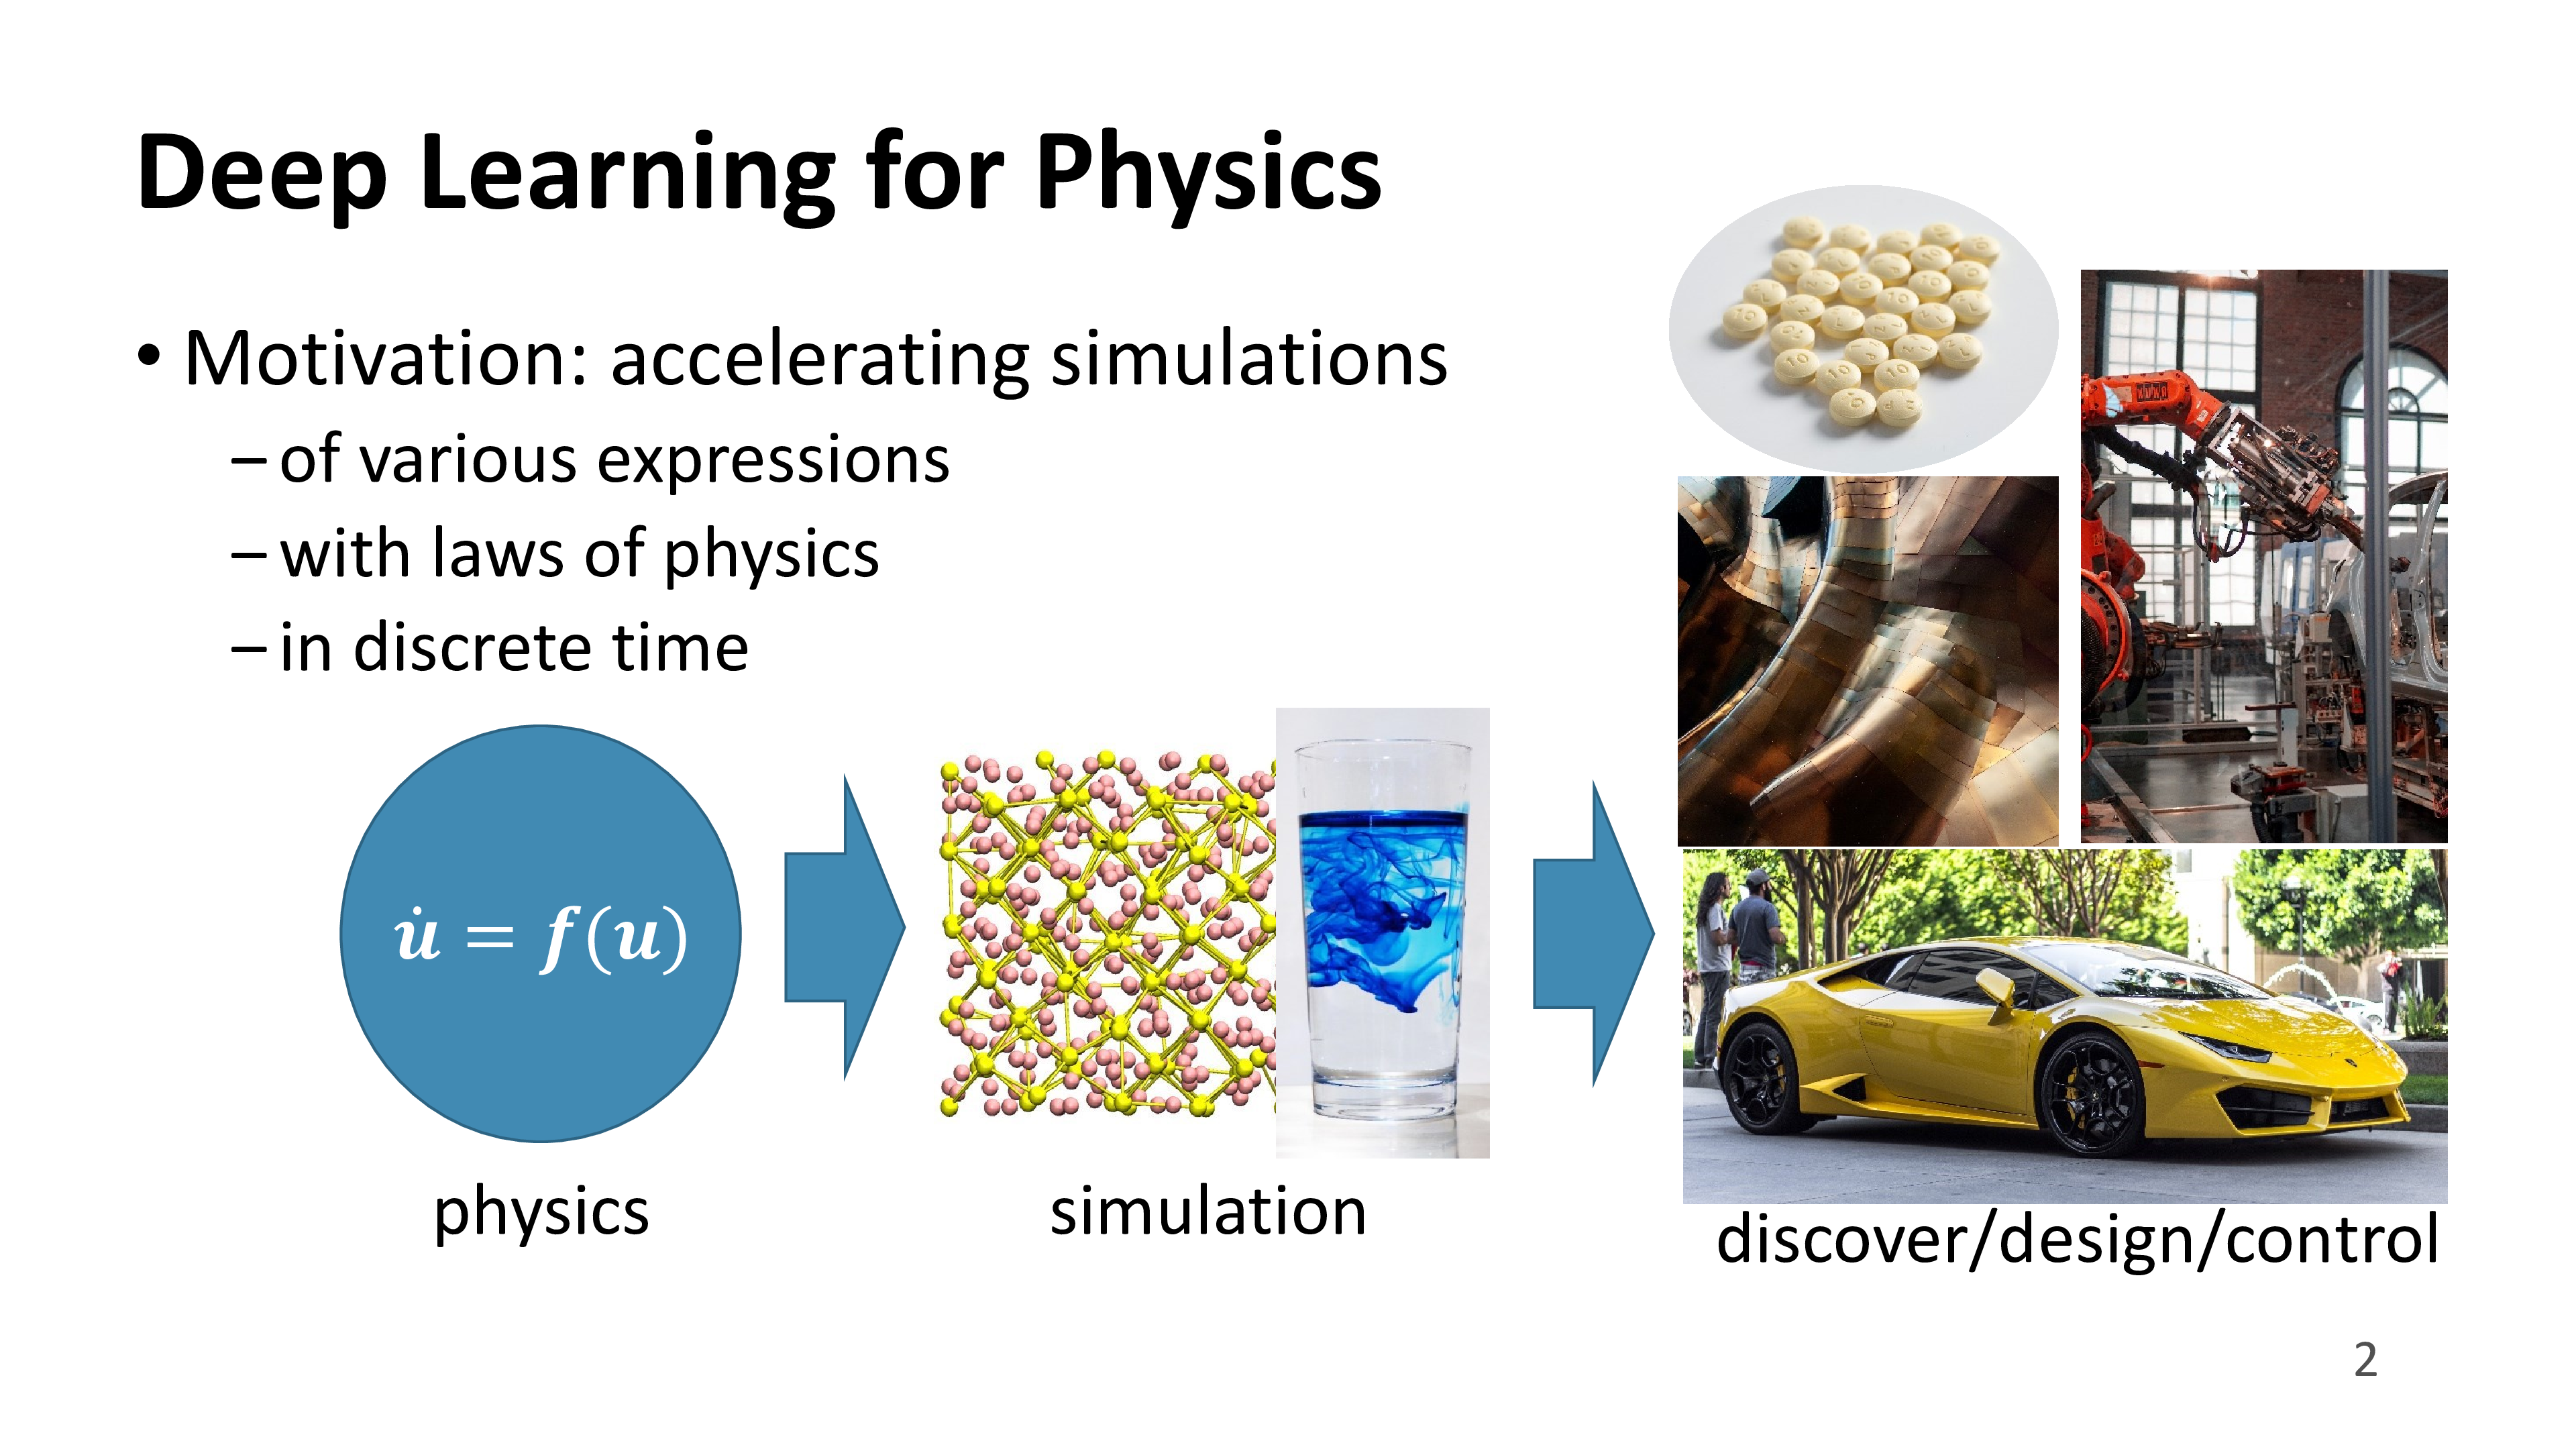 Deep Learning for Physics
• Motivation: accelerating simulations
– of various expressions
– with laws of physics
– in discrete time
u̇ = f(u)
physics
simulation
discover/design/control
2